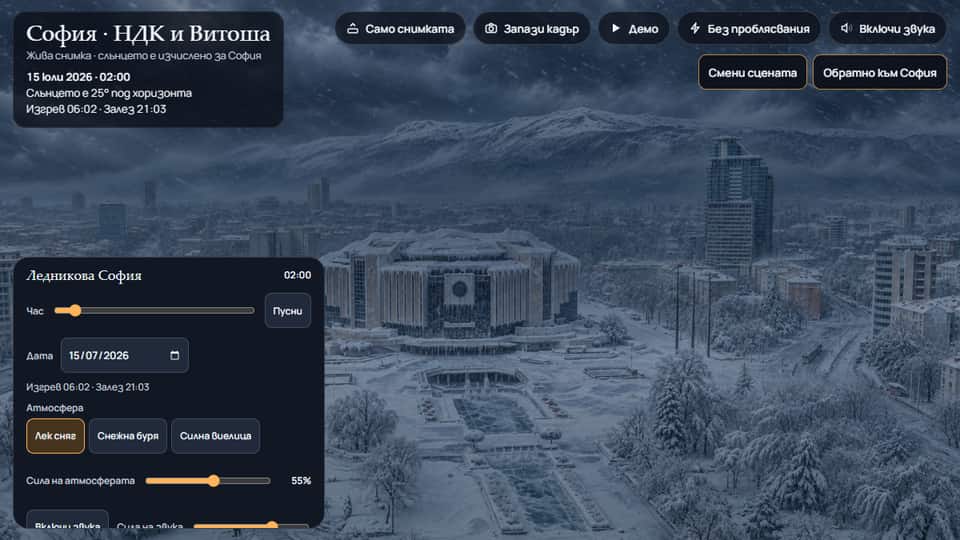 София · НДК и Витоша
Жива снимка · слънцето е изчислено за София
15 юли 2026 · 02:00
Слънцето е 25° под хоризонта
Изгрев 06:02 · Залез 21:03
Само снимката
Запази кадър
Демо
Без проблясвания
Включи звука
Смени сцената
Обратно към София
Ледникова София
02:00
Час
Пусни
Дата
15/07/2026
Изгрев 06:02 · Залез 21:03
Атмосфера
Лек сняг
Снежна буря
Силна виелица
Сила на атмосферата
55%
Включи звука
Сила на звука